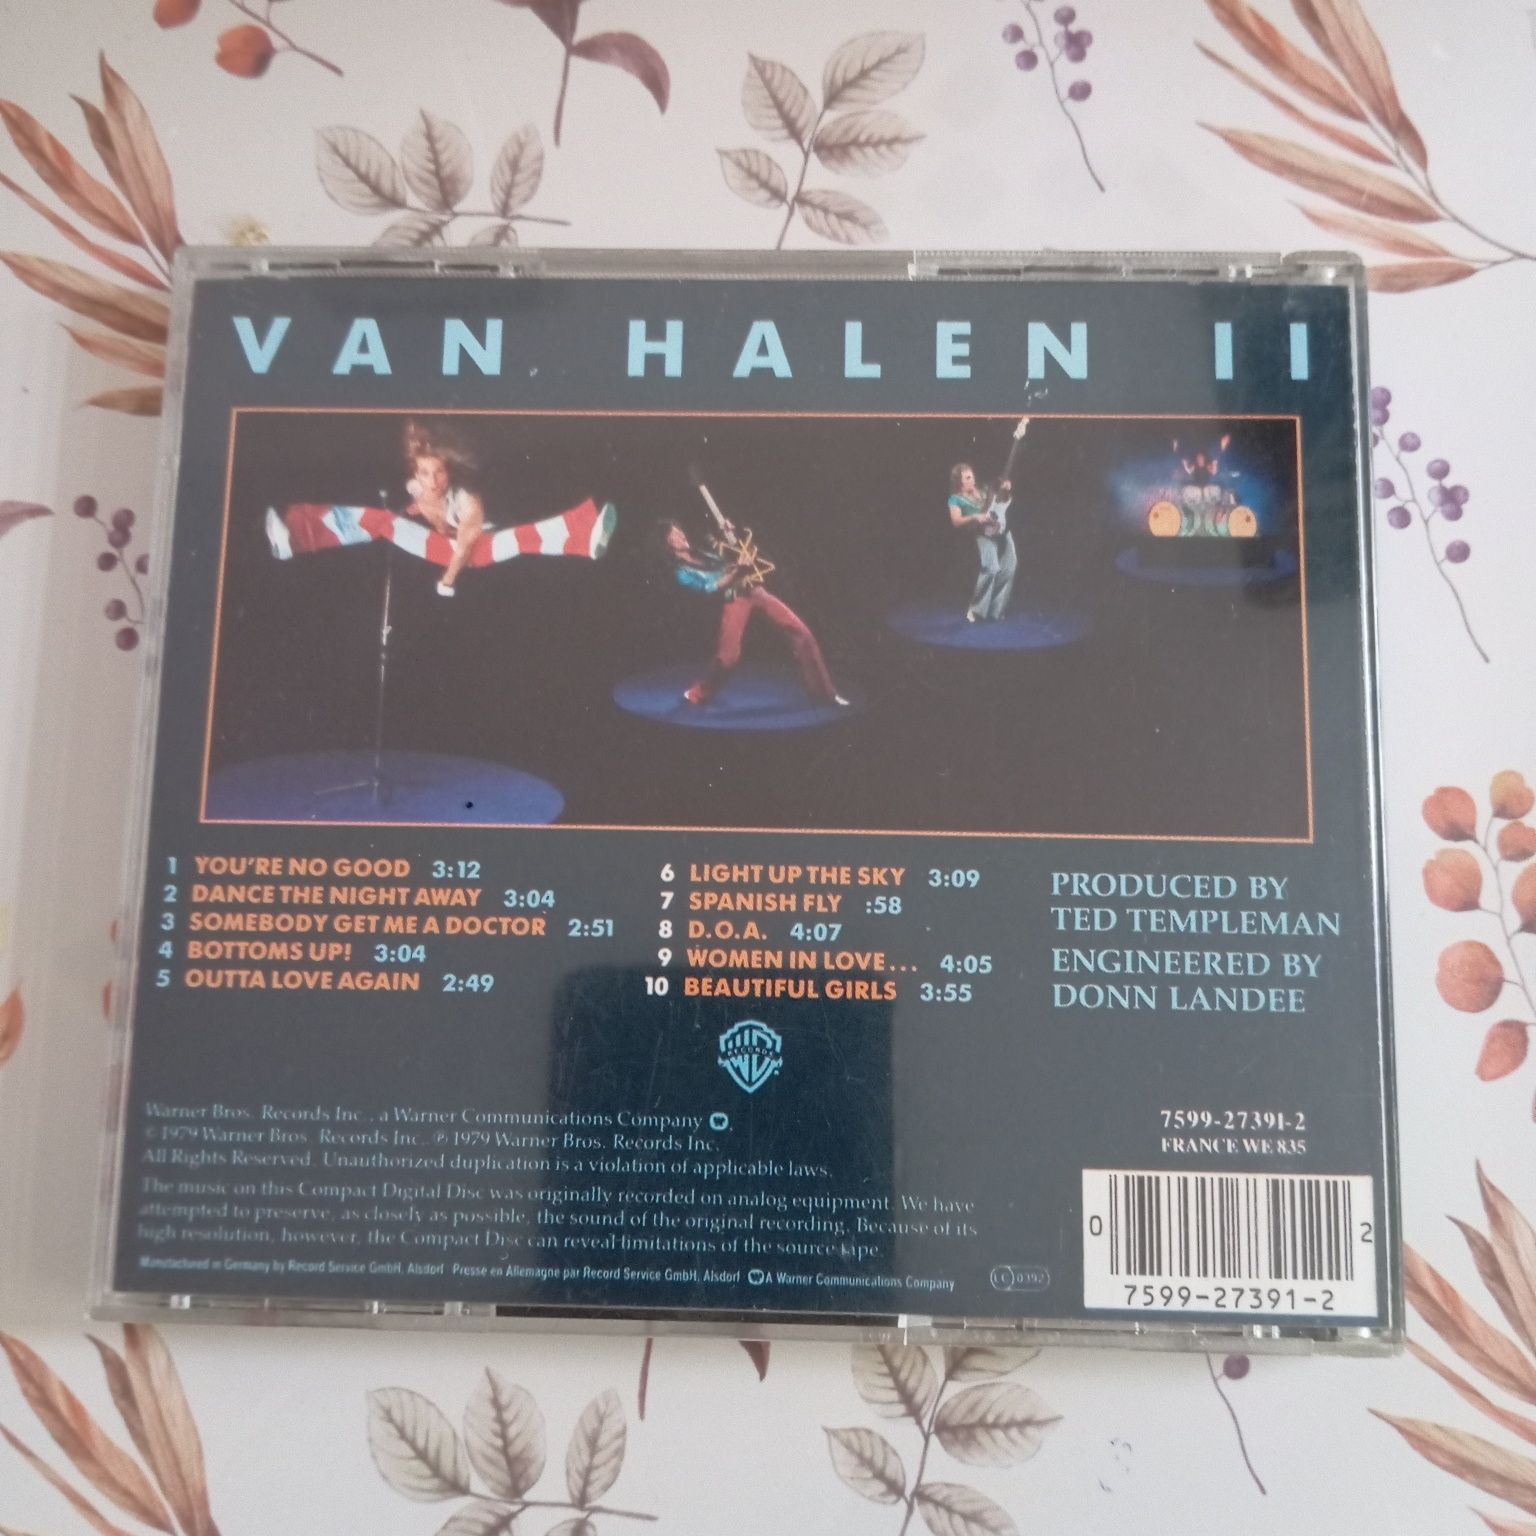 VAN HALEN II
1 YOU'RE NO GOOD 3:12
2 DANCE THE NIGHT AWAY 3:04
3 SOMEBODY GET ME A DOCTOR 2:51
4 BOTTOMS UP! 3:04
5 OUTTA LOVE AGAIN 2:49
6 LIGHT UP THE SKY 3:09
7 SPANISH FLY :58
8 D.O.A. 4:07
9 WOMEN IN LOVE... 4:05
10 BEAUTIFUL GIRLS 3:55
PRODUCED BY
TED TEMPLEMAN
ENGINEERED BY
DONN LANDEE
W B RECORDS
Warner Bros. Records Inc., a Warner Communications Company.
© 1979 Warner Bros. Records Inc. ℗ 1979 Warner Bros. Records Inc.
All Rights Reserved. Unauthorized duplication is a violation of applicable laws.
The music on this Compact Digital Disc was originally recorded on analog equipment. We have
attempted to preserve, as closely as possible, the sound of the original recording. Because of its
high resolution, however, the Compact Disc can reveal limitations of the source tape.
Manufactured in Germany by Record Service GmbH, Alsdorf Presse en Allemagne par Record Service GmbH, Alsdorf A Warner Communications Company
LC 0392
7599-27391-2
FRANCE WE 835
0 2
7599-27391-2